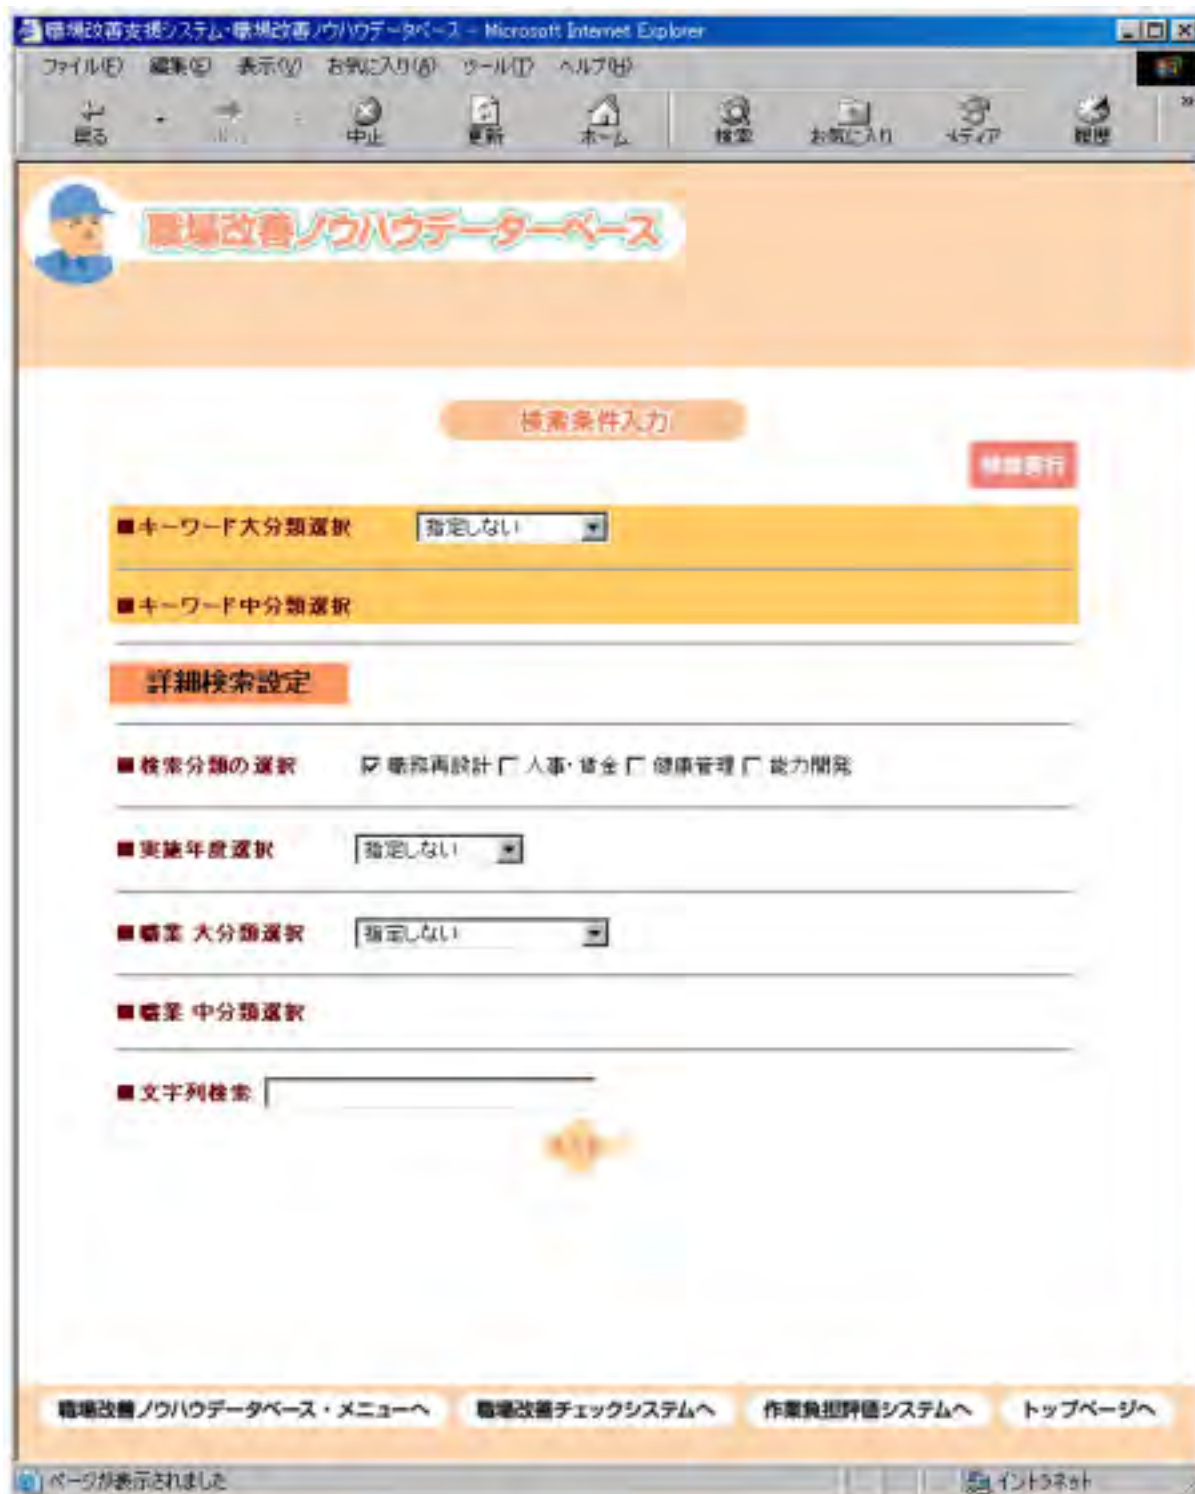 職場改善支援システム・職場改善ノウハウデータベース - Microsoft Internet Explorer
ファイル(F) 編集(E) 表示(V) お気に入り(A) ツール(T) ヘルプ(H)
戻る 中止 更新 ホーム 検索 お気に入り メディア 履歴 »
職場改善ノウハウデーターベース
検索条件入力
検索実行
■キーワード大分類選択 指定しない
■キーワード中分類選択
詳細検索設定
■検索分類の選択 職務再設計 人事・賃金 健康管理 能力開発
■実施年度選択 指定しない
■職業 大分類選択 指定しない
■職業 中分類選択
■文字列検索
職場改善ノウハウデータベース・メニューへ 職場改善チェックシステムへ 作業負担評価システムへ トップページへ
ページが表示されました イントラネット